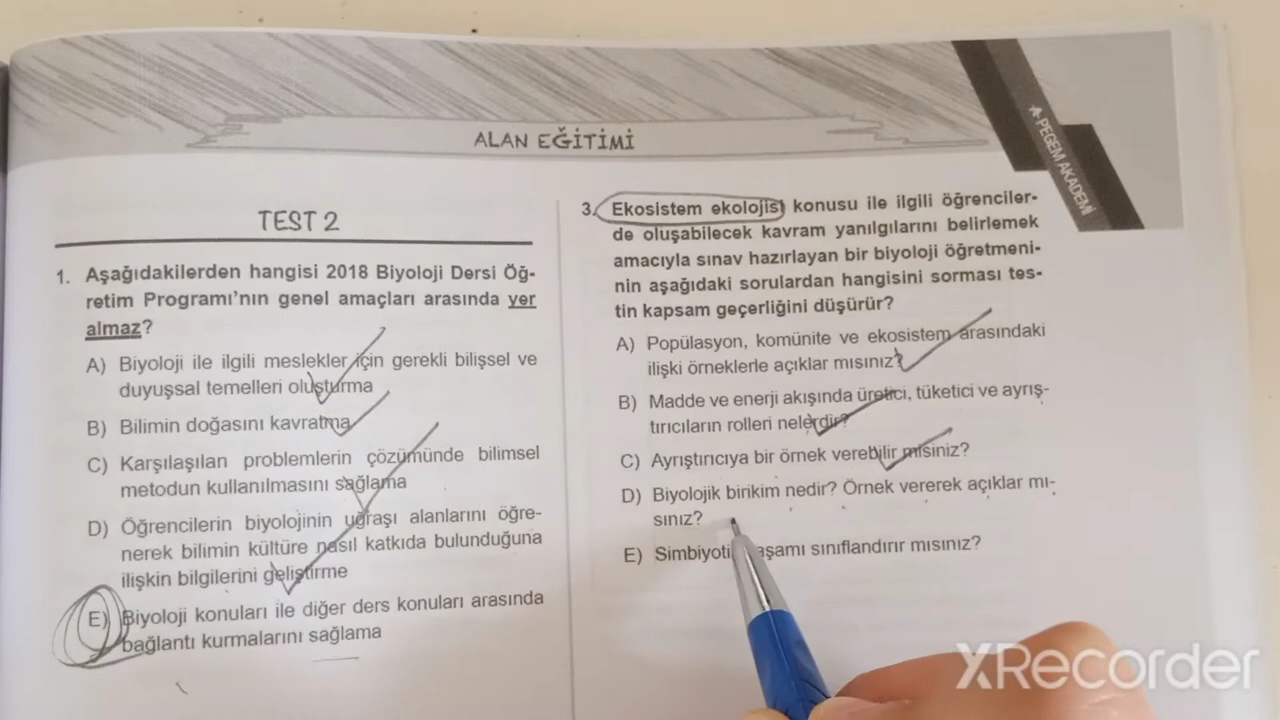 ALAN EĞİTİMİ
PEGEM AKADEMİ
TEST 2
1. Aşağıdakilerden hangisi 2018 Biyoloji Dersi Öğ-
retim Programı'nın genel amaçları arasında yer
almaz?
A) Biyoloji ile ilgili meslekler için gerekli bilişsel ve
duyuşsal temelleri oluşturma
B) Bilimin doğasını kavratma
C) Karşılaşılan problemlerin çözümünde bilimsel
metodun kullanılmasını sağlama
D) Öğrencilerin biyolojinin uğraşı alanlarını öğre-
nerek bilimin kültüre nasıl katkıda bulunduğuna
ilişkin bilgilerini geliştirme
E) Biyoloji konuları ile diğer ders konuları arasında
bağlantı kurmalarını sağlama
3. Ekosistem ekolojisi konusu ile ilgili öğrenciler-
de oluşabilecek kavram yanılgılarını belirlemek
amacıyla sınav hazırlayan bir biyoloji öğretmeni-
nin aşağıdaki sorulardan hangisini sorması tes-
tin kapsam geçerliğini düşürür?
A) Popülasyon, komünite ve ekosistem arasındaki
ilişki örneklerle açıklar mısınız?
B) Madde ve enerji akışında üretici, tüketici ve ayrış-
tırıcıların rolleri nelerdir?
C) Ayrıştırıcıya bir örnek verebilir misiniz?
D) Biyolojik birikim nedir? Örnek vererek açıklar mı-
sınız?
E) sınıflandırır mısınız?
XRecorder